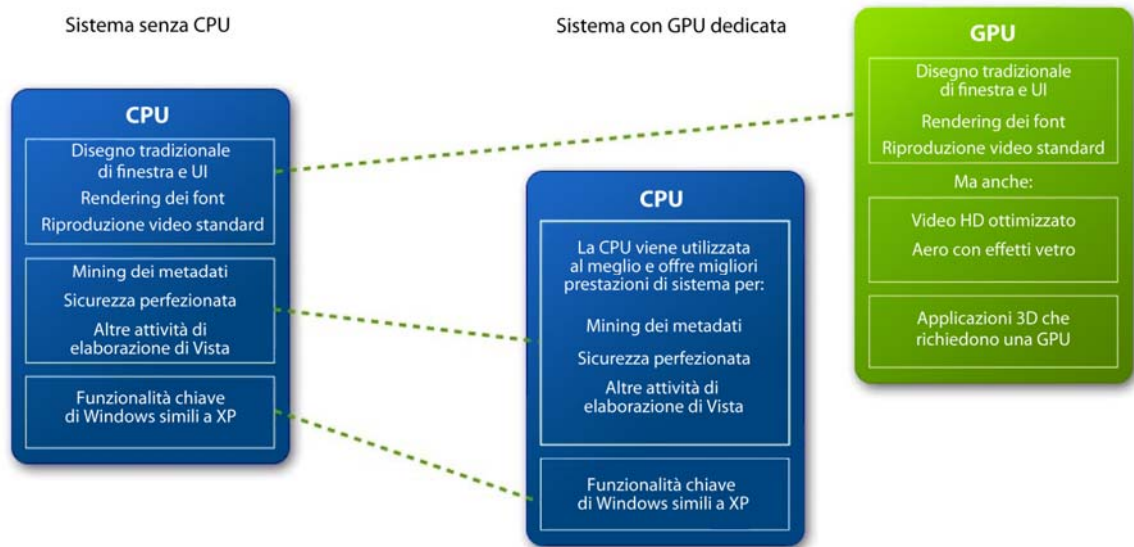 Sistema senza CPU
CPU
Disegno tradizionale
di finestra e UI
Rendering dei font
Riproduzione video standard
Mining dei metadati
Sicurezza perfezionata
Altre attività di
elaborazione di Vista
Funzionalità chiave
di Windows simili a XP
Sistema con GPU dedicata
CPU
La CPU viene utilizzata
al meglio e offre migliori
prestazioni di sistema per:
Mining dei metadati
Sicurezza perfezionata
Altre attività di
elaborazione di Vista
Funzionalità chiave
di Windows simili a XP
GPU
Disegno tradizionale
di finestra e UI
Rendering dei font
Riproduzione video standard
Ma anche:
Video HD ottimizzato
Aero con effetti vetro
Applicazioni 3D che
richiedono una GPU